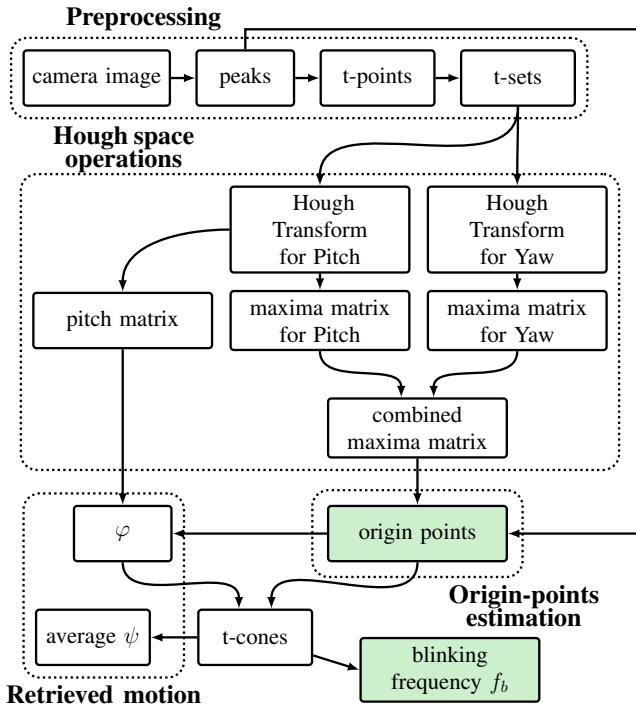 Preprocessing
camera image
peaks
t-points
t-sets
Hough space
operations
Hough
Transform
for Pitch
Hough
Transform
for Yaw
pitch matrix
maxima matrix
for Pitch
maxima matrix
for Yaw
combined
maxima matrix
φ
origin points
Origin-points
estimation
average ψ
t-cones
blinking
frequency f_b
Retrieved motion